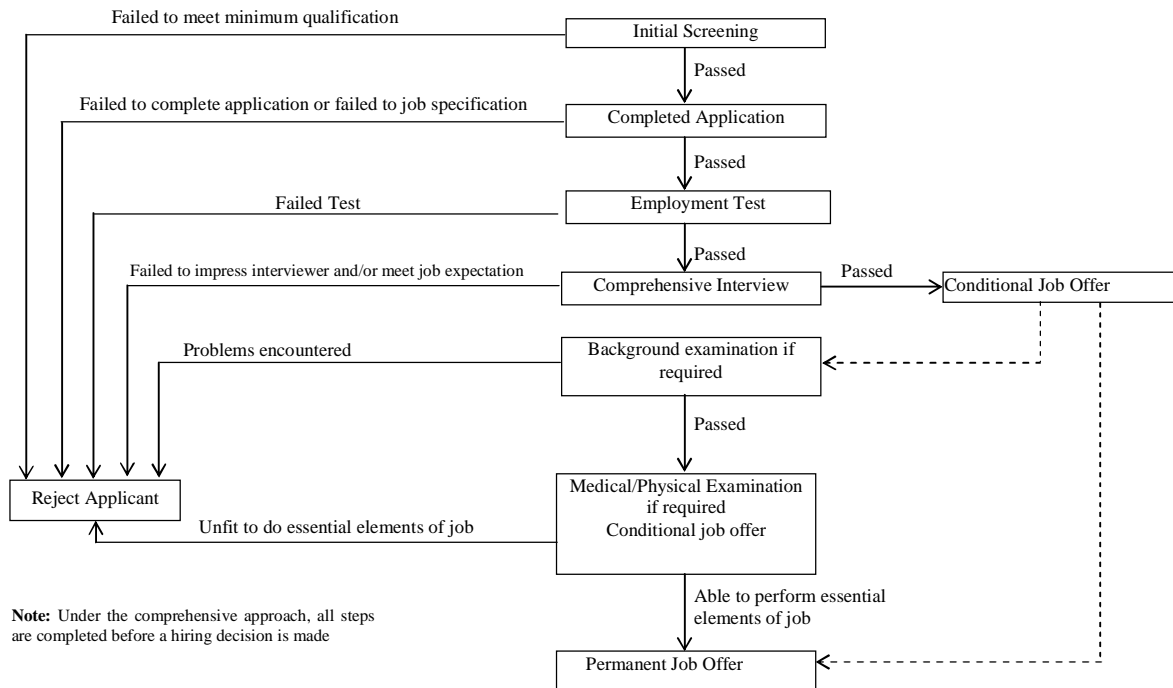 Failed to meet minimum qualification
Initial Screening
Passed
Failed to complete application or failed to job specification
Completed Application
Passed
Failed Test
Employment Test
Passed
Failed to impress interviewer and/or meet job expectation
Comprehensive Interview
Passed
Conditional Job Offer
Problems encountered
Background examination if
required
Passed
Reject Applicant
Medical/Physical Examination
if required
Conditional job offer
Unfit to do essential elements of job
Able to perform essential
elements of job
Note: Under the comprehensive approach, all steps
are completed before a hiring decision is made
Permanent Job Offer